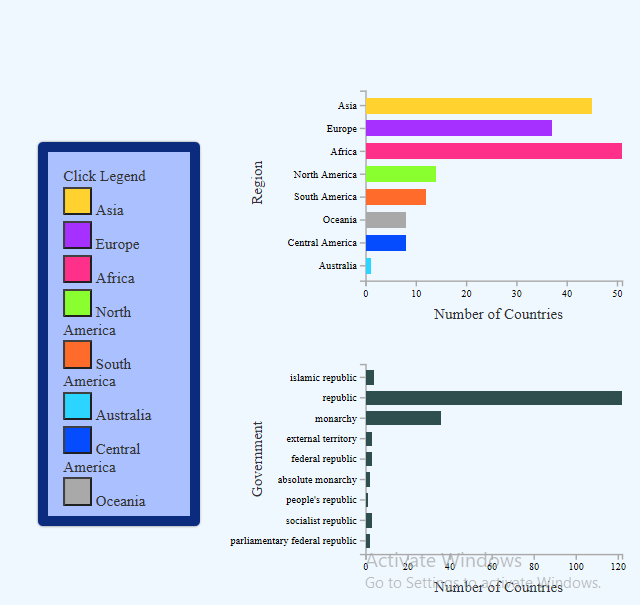 Click Legend
Asia
Europe
Africa
North
America
South
America
Australia
Central
America
Oceania
Region
Asia
Europe
Africa
North America
South America
Oceania
Central America
Australia
0 10 20 30 40 50
Number of Countries
Government
islamic republic
republic
monarchy
external territory
federal republic
absolute monarchy
people's republic
socialist republic
parliamentary federal republic
0 20 40 60 80 100 120
Number of Countries
Activate Windows
Go to Settings to activate Windows.